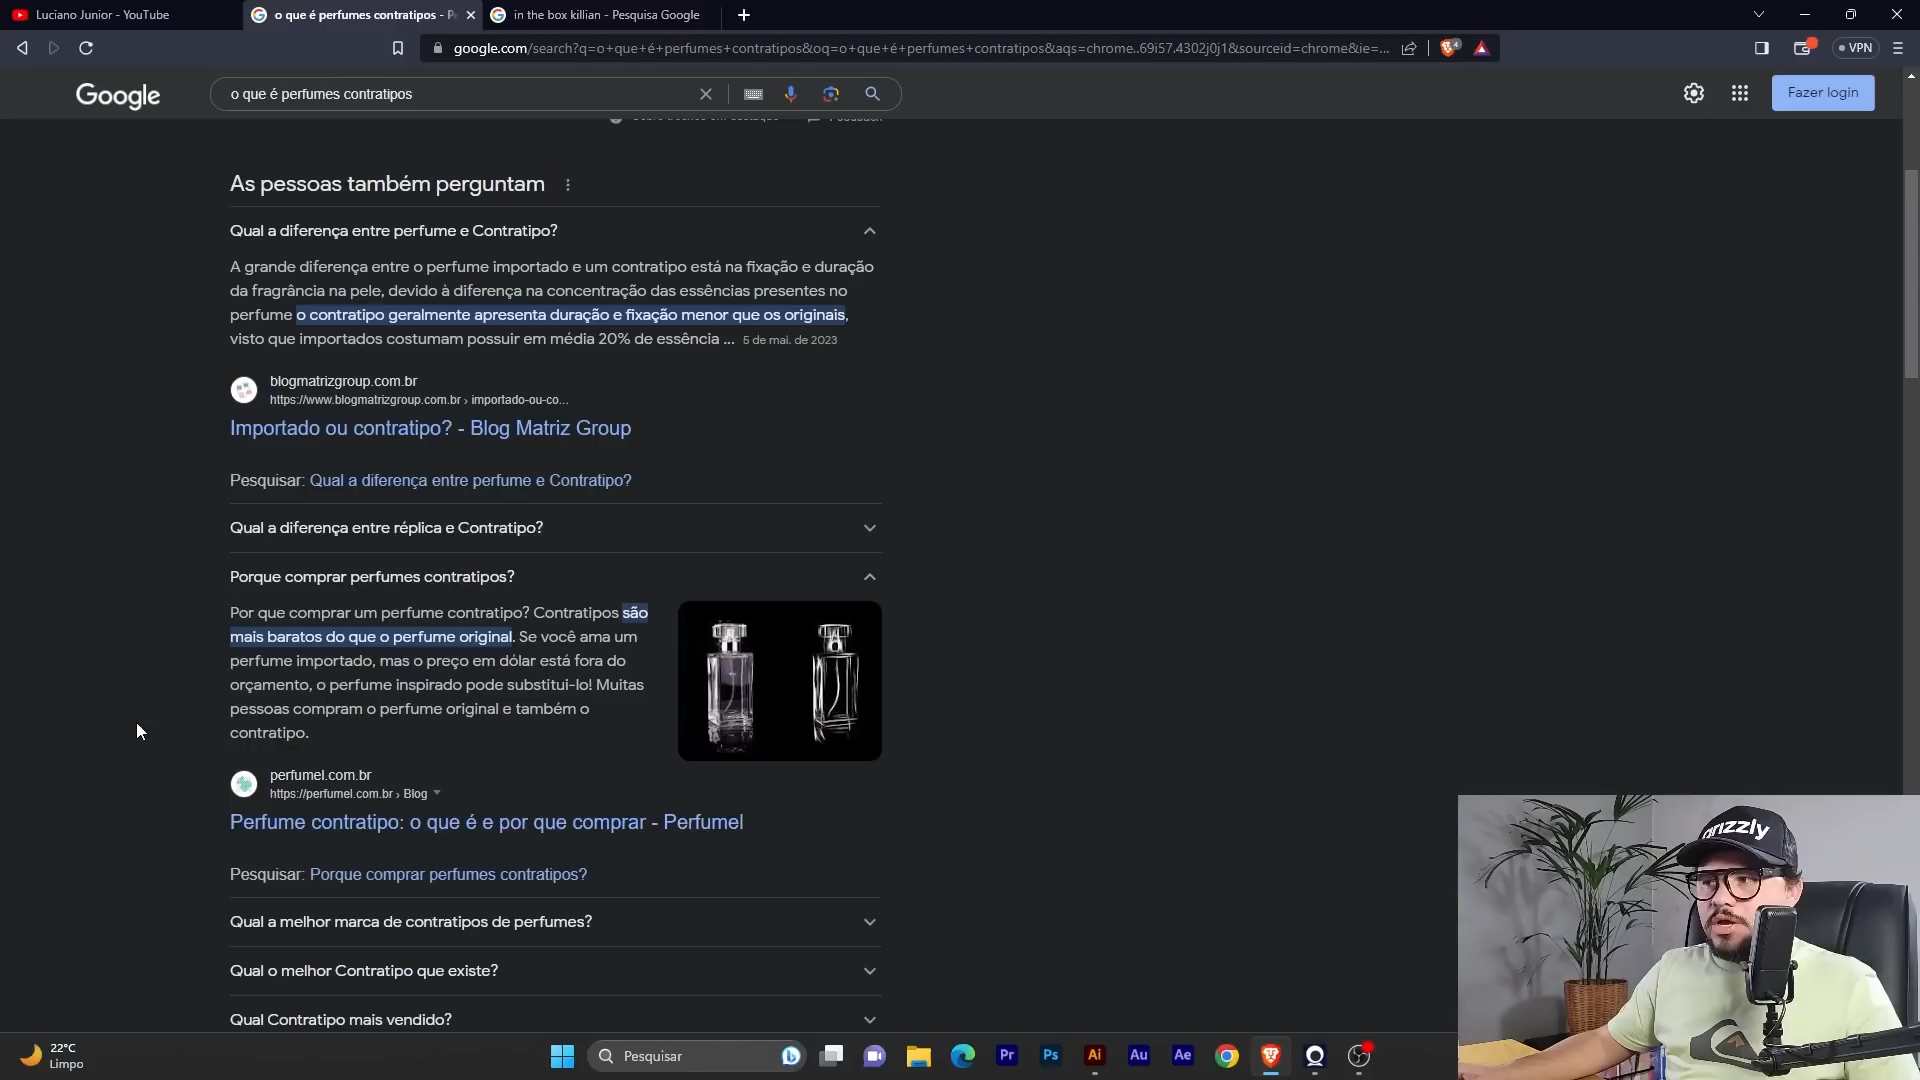 Luciano Junior - YouTube
o que é perfumes contratipos - P
in the box killian - Pesquisa Google
google.com/search?q=o+que+é+perfumes+contratipos&oq=o+que+é+perfumes+contratipos&aqs=chrome..69i57.4302j0j1&sourceid=chrome&ie=...
4
VPN
Google
o que é perfumes contratipos
Fazer login
As pessoas também perguntam
Qual a diferença entre perfume e Contratipo?
A grande diferença entre o perfume importado e um contratipo está na fixação e duração
da fragrância na pele, devido à diferença na concentração das essências presentes no
perfume o contratipo geralmente apresenta duração e fixação menor que os originais,
visto que importados costumam possuir em média 20% de essência ... 5 de mai. de 2023
blogmatrizgroup.com.br
https://www.blogmatrizgroup.com.br › importado-ou-co...
Importado ou contratipo? - Blog Matriz Group
Pesquisar: Qual a diferença entre perfume e Contratipo?
Qual a diferença entre réplica e Contratipo?
Porque comprar perfumes contratipos?
Por que comprar um perfume contratipo? Contratipos são
mais baratos do que o perfume original. Se você ama um
perfume importado, mas o preço em dólar está fora do
orçamento, o perfume inspirado pode substitui-lo! Muitas
pessoas compram o perfume original e também o
contratipo.
perfumel.com.br
https://perfumel.com.br › Blog
Perfume contratipo: o que é e por que comprar - Perfumel
Pesquisar: Porque comprar perfumes contratipos?
Qual a melhor marca de contratipos de perfumes?
Qual o melhor Contratipo que existe?
Qual Contratipo mais vendido?
grizzly
22°C
Limpo
Pesquisar
Pr
Ps
Ai
Au
Ae